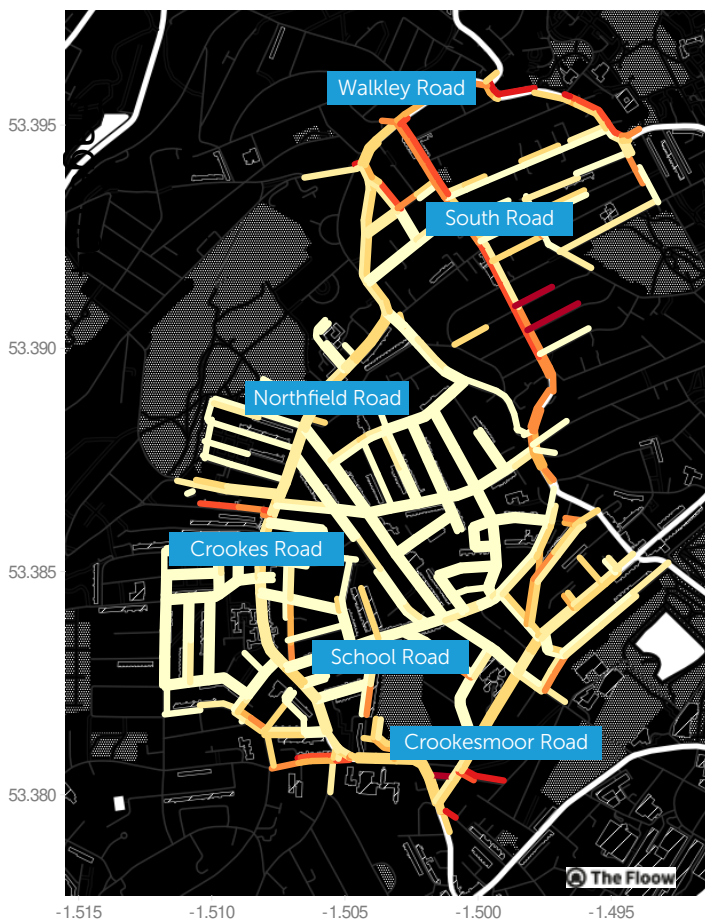 Walkley Road
53.395
South Road
53.390
Northfield Road
Crookes Road
53.385
School Road
Crookesmoor Road
53.380
The Floow
-1.515 -1.510 -1.505 -1.500 -1.495